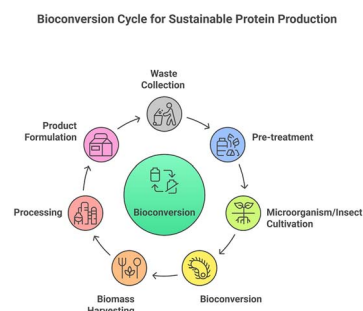 Bioconversion Cycle for Sustainable Protein Production
Waste
Collection
Pre-treatment
Microorganism/Insect
Cultivation
Bioconversion
Biomass
Harvesting
Processing
Product
Formulation
Bioconversion